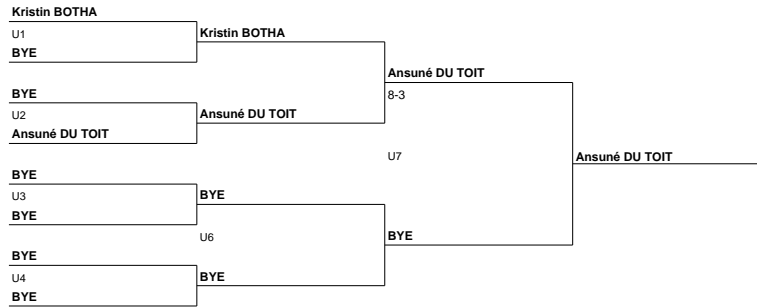 Kristin BOTHA
U1
Kristin BOTHA
BYE
Ansuné DU TOIT
BYE
8-3
U2
Ansuné DU TOIT
Ansuné DU TOIT
U7
Ansuné DU TOIT
BYE
U3
BYE
BYE
U6
BYE
BYE
U4
BYE
BYE